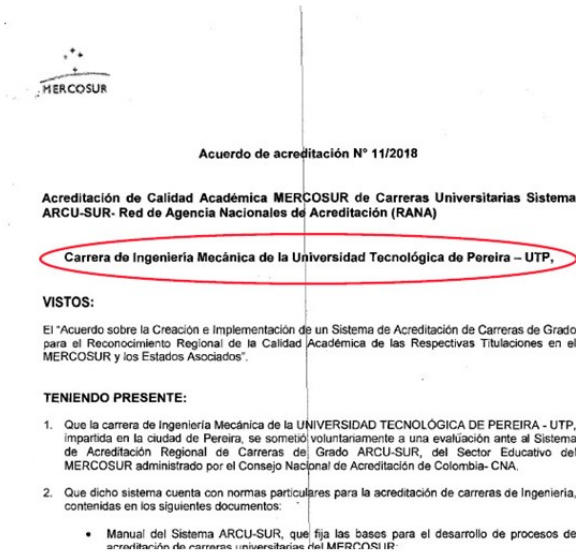 MERCOSUR
Acuerdo de acreditación N° 11/2018
Acreditación de Calidad Académica MERCOSUR de Carreras Universitarias Sistema
ARCU-SUR- Red de Agencia Nacionales de Acreditación (RANA)
Carrera de Ingeniería Mecánica de la Universidad Tecnológica de Pereira – UTP,
VISTOS:
El "Acuerdo sobre la Creación e Implementación de un Sistema de Acreditación de Carreras de Grado
para el Reconocimiento Regional de la Calidad Académica de las Respectivas Titulaciones en el
MERCOSUR y los Estados Asociados".
TENIENDO PRESENTE:
1. Que la carrera de Ingeniería Mecánica de la UNIVERSIDAD TECNOLÓGICA DE PEREIRA - UTP,
impartida en la ciudad de Pereira, se sometió voluntariamente a una evaluación ante al Sistema
de Acreditación Regional de Carreras de Grado ARCU-SUR, del Sector Educativo del
MERCOSUR administrado por el Consejo Nacional de Acreditación de Colombia- CNA.
2. Que dicho sistema cuenta con normas particulares para la acreditación de carreras de Ingeniería,
contenidas en los siguientes documentos:
• Manual del Sistema ARCU-SUR, que fija las bases para el desarrollo de procesos de
acreditación de carreras universitarias del MERCOSUR;